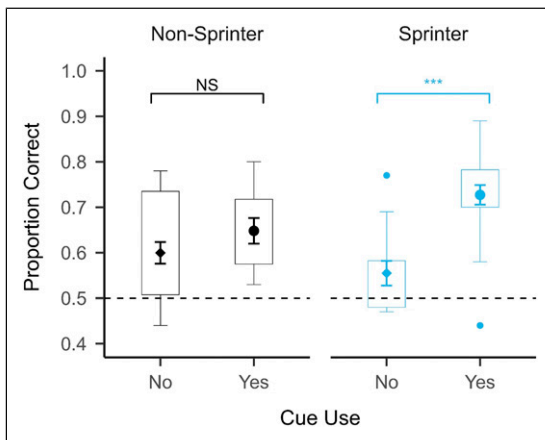 Non-Sprinter Sprinter
NS ***
1.0
0.9
0.8
0.7
0.6
0.5
0.4
Proportion Correct
No Yes No Yes
Cue Use